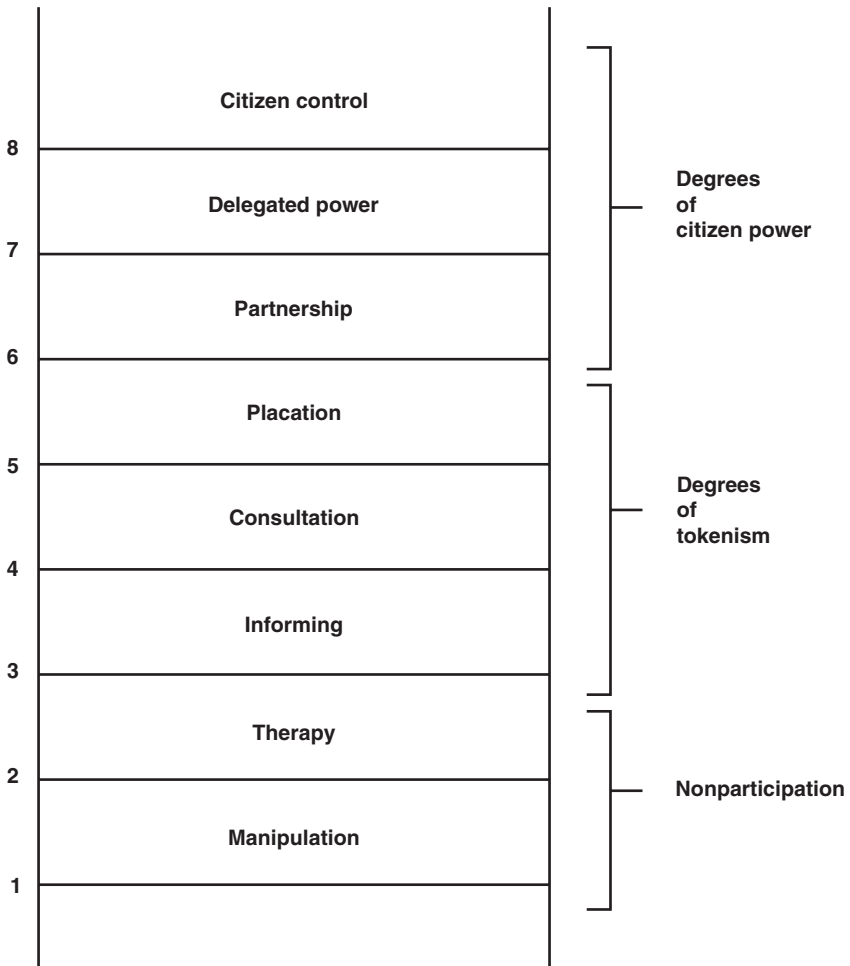 Citizen control
8
Delegated power
7
Partnership
6
Placation
5
Consultation
4
Informing
3
Therapy
2
Manipulation
1
Degrees
of
citizen power
Degrees
of
tokenism
Nonparticipation